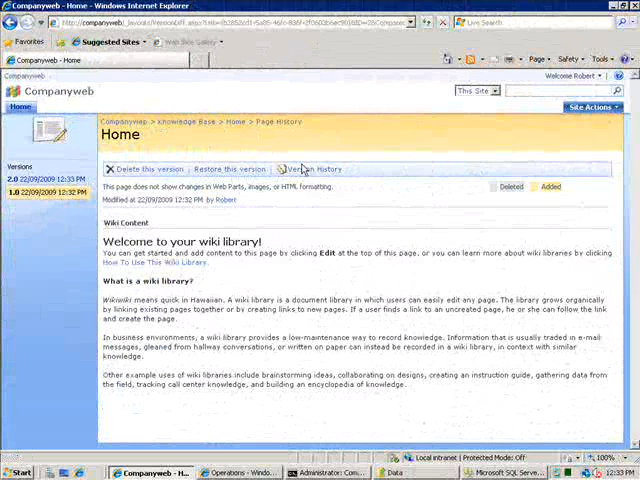 Companyweb - Home - Windows Internet Explorer
Live Search
Favorites
Suggested Sites
Web Slice Gallery
Companyweb - Home
Page
Safety
Tools
Companyweb
Welcome Robert
Companyweb
This Site
Home
Site Actions
Companyweb > Knowledge Base > Home > Page History
Home
Versions
2.0 22/09/2009 12:33 PM
1.0 22/09/2009 12:32 PM
Delete this version | Restore this version | Version History
This page does not show changes in Web Parts, images, or HTML formatting.
Deleted
Added
Modified at 22/09/2009 12:32 PM by Robert
Wiki Content
Welcome to your wiki library!
You can get started and add content to this page by clicking Edit at the top of this page, or you can learn more about wiki libraries by clicking
How To Use This Wiki Library.
What is a wiki library?
Wikiwiki means quick in Hawaiian. A wiki library is a document library in which users can easily edit any page. The library grows organically
by linking existing pages together or by creating links to new pages. If a user finds a link to an uncreated page, he or she can follow the link
and create the page.
In business environments, a wiki library provides a low-maintenance way to record knowledge. Information that is usually traded in e-mail
messages, gleaned from hallway conversations, or written on paper can instead be recorded in a wiki library, in context with similar
knowledge.
Other example uses of wiki libraries include brainstorming ideas, collaborating on designs, creating an instruction guide, gathering data from
the field, tracking call center knowledge, and building an encyclopedia of knowledge.
Local intranet | Protected Mode: Off
100%
Start
Companyweb - H...
Operations - Windo...
Administrator: Com...
Data
Microsoft SQL Serve...
12:33 PM